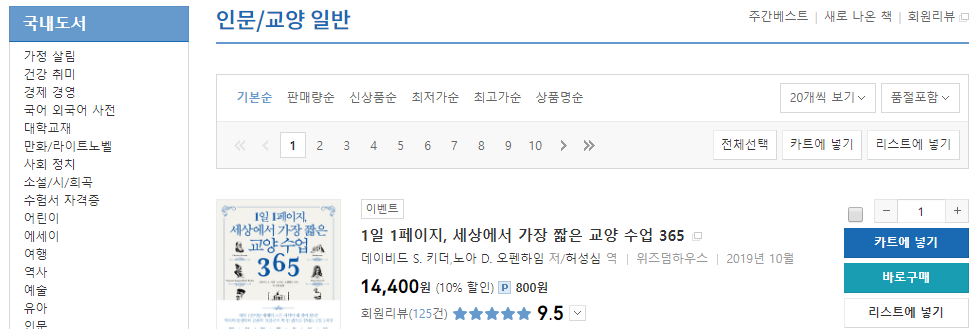 국내도서
가정 살림
건강 취미
경제 경영
국어 외국어 사전
대학교재
만화/라이트노벨
사회 정치
소설/시/희곡
수험서 자격증
어린이
에세이
여행
역사
예술
유아
인문
인문/교양 일반
주간베스트 | 새로 나온 책 | 회원리뷰
기본순 판매량순 신상품순 최저가순 최고가순 상품명순
20개씩 보기 품절포함
1 2 3 4 5 6 7 8 9 10
전체선택 카트에 넣기 리스트에 넣기
1일 1페이지,
세상에서 가장 짧은
교양 수업
365
이벤트
1일 1페이지, 세상에서 가장 짧은 교양 수업 365
데이비드 S. 키더,노아 D. 오펜하임 저/허성심 역 | 위즈덤하우스 | 2019년 10월
14,400원 (10% 할인) P 800원
회원리뷰(125건) 9.5
1
카트에 넣기
바로구매
리스트에 넣기